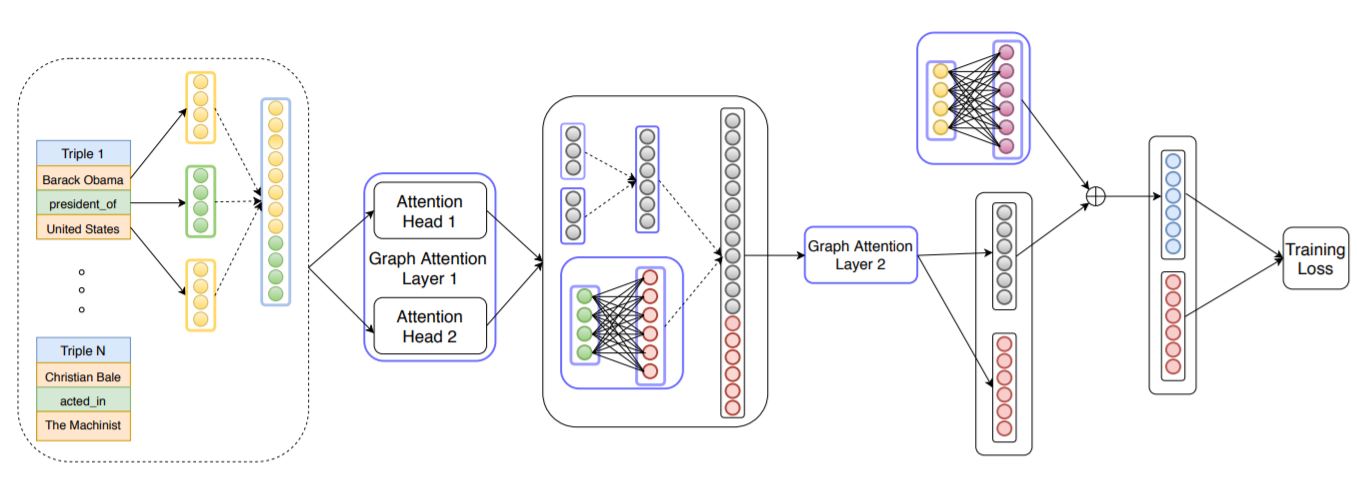 Triple 1
Barack Obama
president_of
United States
Triple N
Christian Bale
acted_in
The Machinist
Attention
Head 1
Graph Attention
Layer 1
Attention
Head 2
Graph Attention
Layer 2
Training
Loss